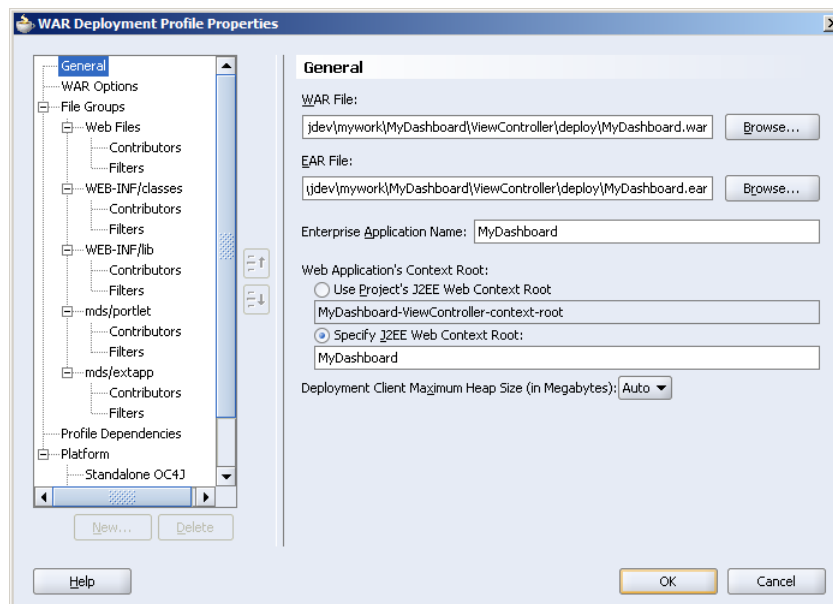 WAR Deployment Profile Properties
General
WAR Options
File Groups
Web Files
Contributors
Filters
WEB-INF/classes
Contributors
Filters
WEB-INF/lib
Contributors
Filters
mds/portlet
Contributors
Filters
mds/extapp
Contributors
Filters
Profile Dependencies
Platform
Standalone OC4J
New...
Delete
General
WAR File:
jdev\mywork\MyDashboard\ViewController\deploy\MyDashboard.war
Browse...
EAR File:
jdev\mywork\MyDashboard\ViewController\deploy\MyDashboard.ear
Browse...
Enterprise Application Name: MyDashboard
Web Application's Context Root:
Use Project's J2EE Web Context Root
MyDashboard-ViewController-context-root
Specify J2EE Web Context Root:
MyDashboard
Deployment Client Maximum Heap Size (in Megabytes): Auto
Help
OK
Cancel